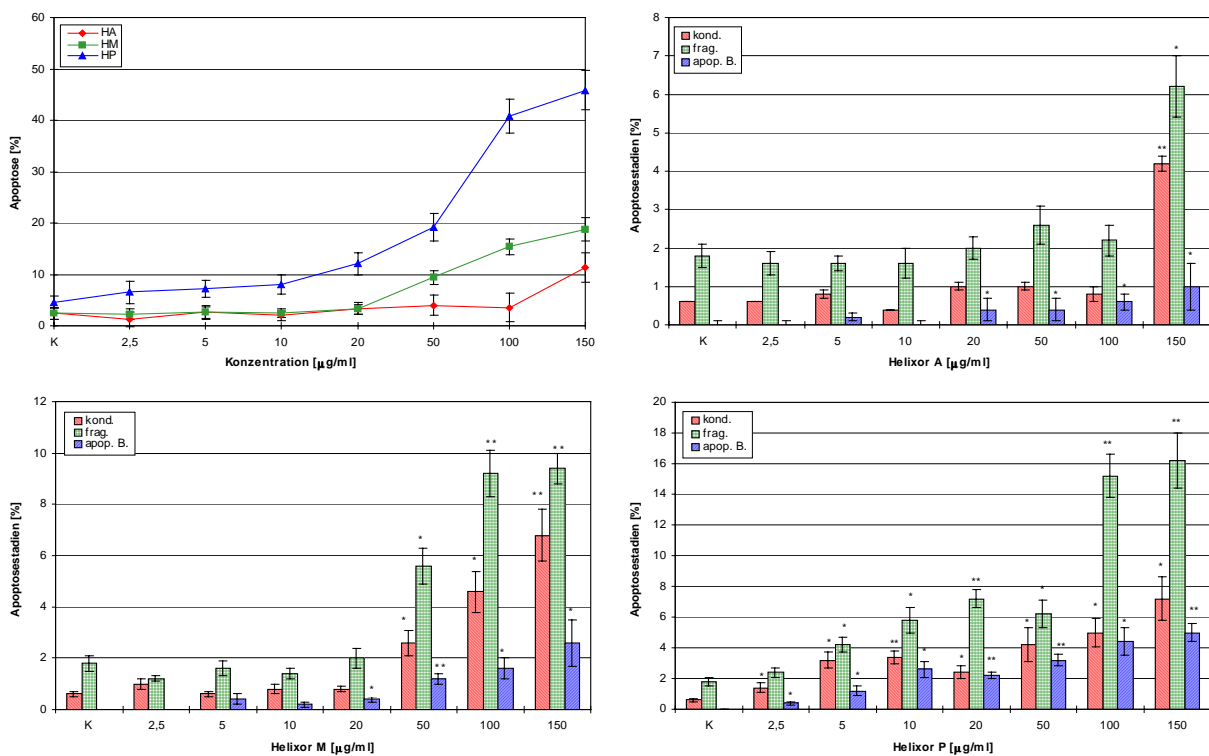 60
50
40
30
20
10
0
Apoptose [%]
HA
HM
HP
K 2,5 5 10 20 50 100 150
Konzentration [µg/ml]
8
7
6
5
4
3
2
1
0
Apoptosestadien [%]
kond.
frag.
apop. B.
* * * ** * *
K 2,5 5 10 20 50 100 150
Helixor A [µg/ml]
12
10
8
6
4
2
0
Apoptosestadien [%]
kond.
frag.
apop. B.
* * * ** * ** * ** ** *
K 2,5 5 10 20 50 100 150
Helixor M [µg/ml]
20
18
16
14
12
10
8
6
4
2
0
Apoptosestadien [%]
kond.
frag.
apop. B.
* * * * * ** * * * ** ** * * ** * ** * * ** **
K 2,5 5 10 20 50 100 150
Helixor P [µg/ml]